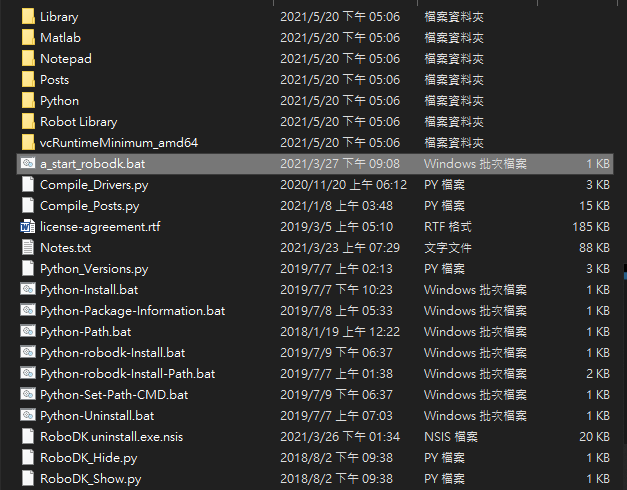 Library 2021/5/20 下午 05:06 檔案資料夾
Matlab 2021/5/20 下午 05:06 檔案資料夾
Notepad 2021/5/20 下午 05:06 檔案資料夾
Posts 2021/5/20 下午 05:06 檔案資料夾
Python 2021/5/20 下午 05:06 檔案資料夾
Robot Library 2021/5/20 下午 05:06 檔案資料夾
vcRuntimeMinimum_amd64 2021/5/20 下午 05:06 檔案資料夾
a_start_robodk.bat 2021/3/27 下午 09:08 Windows 批次檔案 1 KB
Compile_Drivers.py 2020/11/20 上午 06:12 PY 檔案 3 KB
Compile_Posts.py 2021/1/8 上午 03:48 PY 檔案 15 KB
license-agreement.rtf 2019/3/5 上午 05:10 RTF 格式 185 KB
Notes.txt 2021/3/23 上午 07:29 文字文件 88 KB
Python_Versions.py 2019/7/7 上午 02:13 PY 檔案 3 KB
Python-Install.bat 2019/7/7 下午 10:23 Windows 批次檔案 1 KB
Python-Package-Information.bat 2019/7/8 上午 05:33 Windows 批次檔案 1 KB
Python-Path.bat 2018/1/19 上午 12:22 Windows 批次檔案 1 KB
Python-robodk-Install.bat 2019/7/9 下午 06:37 Windows 批次檔案 1 KB
Python-robodk-Install-Path.bat 2019/7/7 上午 01:38 Windows 批次檔案 2 KB
Python-Set-Path-CMD.bat 2019/7/9 下午 06:37 Windows 批次檔案 1 KB
Python-Uninstall.bat 2019/7/7 上午 07:03 Windows 批次檔案 1 KB
RoboDK uninstall.exe.nsis 2021/3/26 下午 01:34 NSIS 檔案 20 KB
RoboDK_Hide.py 2018/8/2 下午 09:38 PY 檔案 1 KB
RoboDK_Show.py 2018/8/2 下午 09:38 PY 檔案 1 KB